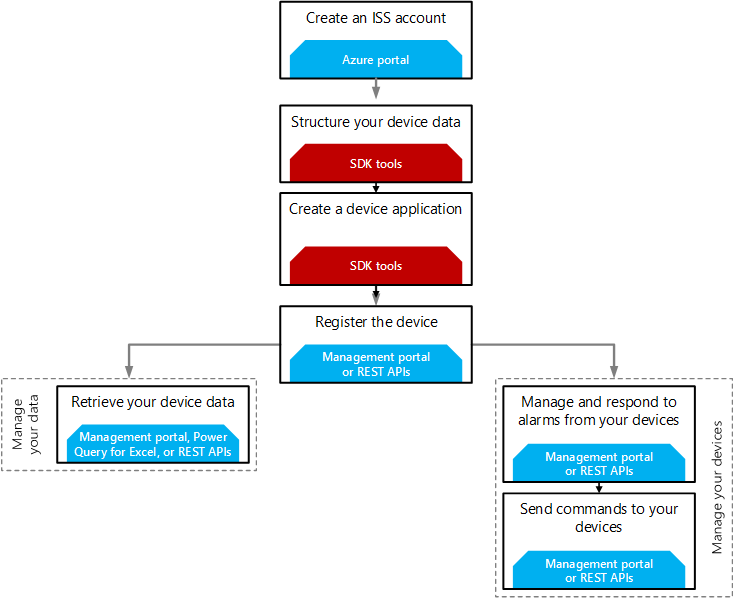 Create an ISS account
Azure portal
Structure your device data
SDK tools
Create a device application
SDK tools
Register the device
Management portal
or REST APIs
Manage
your data
Retrieve your device data
Management portal, Power
Query for Excel, or REST APIs
Manage and respond to
alarms from your devices
Management portal
or REST APIs
Send commands to your
devices
Management portal
or REST APIs
Manage your devices